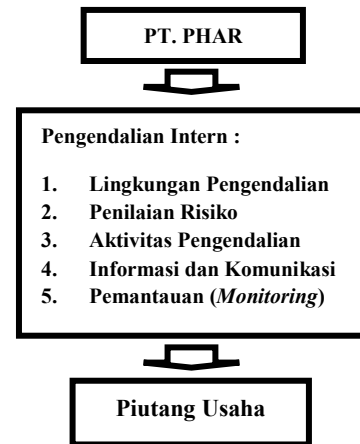 PT. PHAR
Pengendalian Intern :
1. Lingkungan Pengendalian
2. Penilaian Risiko
3. Aktivitas Pengendalian
4. Informasi dan Komunikasi
5. Pemantauan (Monitoring)
Piutang Usaha